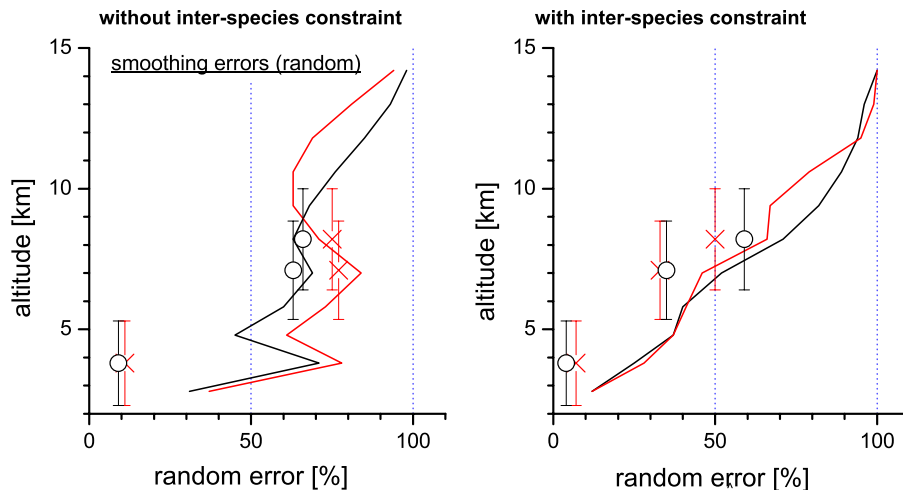 without inter-species constraint
with inter-species constraint
smoothing errors (random)
15
10
5
altitude [km]
0
50
100
random error [%]
15
10
5
altitude [km]
0
50
100
random error [%]